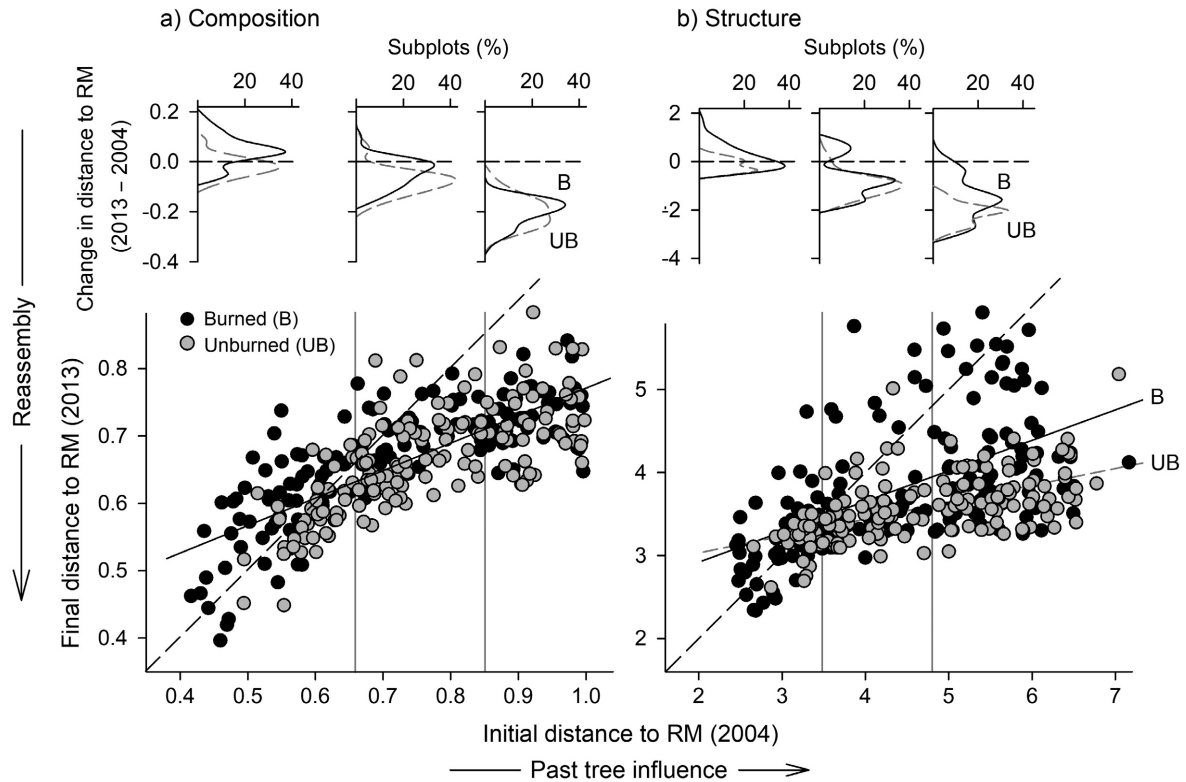 a) Composition
b) Structure
Subplots (%)
Subplots (%)
20 40 20 40 20 40
20 40 20 40 20 40
Change in distance to RM
(2013 – 2004)
0.2
0.0
-0.2
-0.4
B
UB
2
0
-2
-4
B
UB
Reassembly
Final distance to RM (2013)
Burned (B)
Unburned (UB)
0.8
0.7
0.6
0.5
0.4
0.4 0.5 0.6 0.7 0.8 0.9 1.0
5
4
3
2
B
UB
2 3 4 5 6 7
Initial distance to RM (2004)
Past tree influence